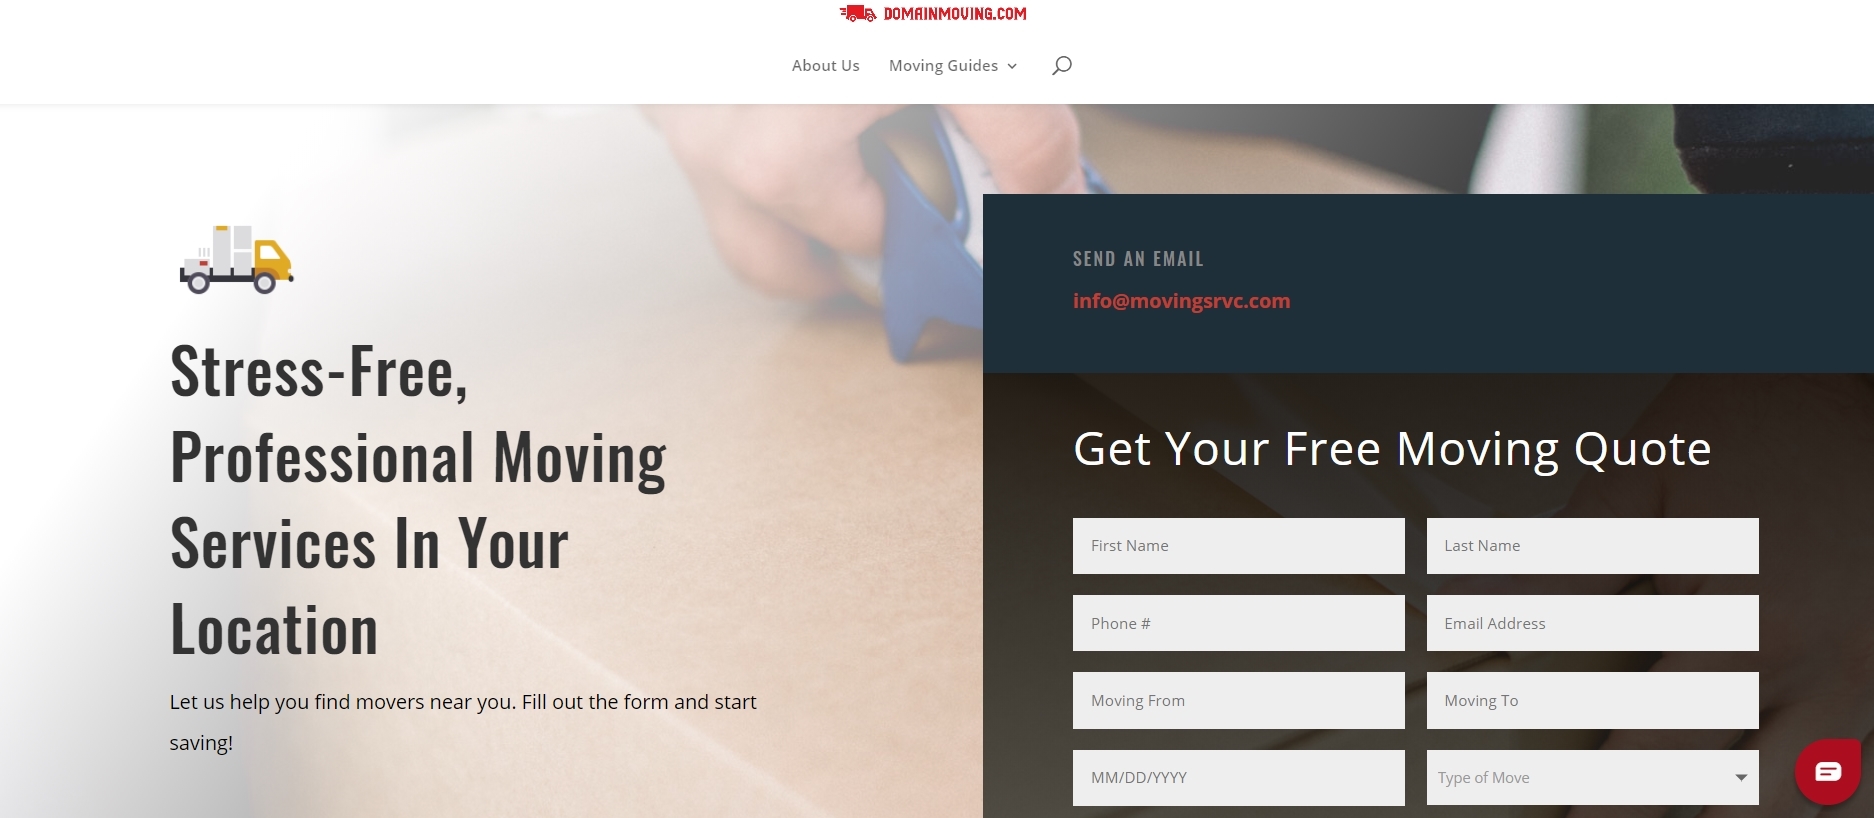 DOMAINMOVING.COM
About Us
Moving Guides
SEND AN EMAIL
info@movingsrvc.com
Stress-Free,
Professional Moving
Services In Your
Location
Let us help you find movers near you. Fill out the form and start
saving!
Get Your Free Moving Quote
First Name
Last Name
Phone #
Email Address
Moving From
Moving To
MM/DD/YYYY
Type of Move